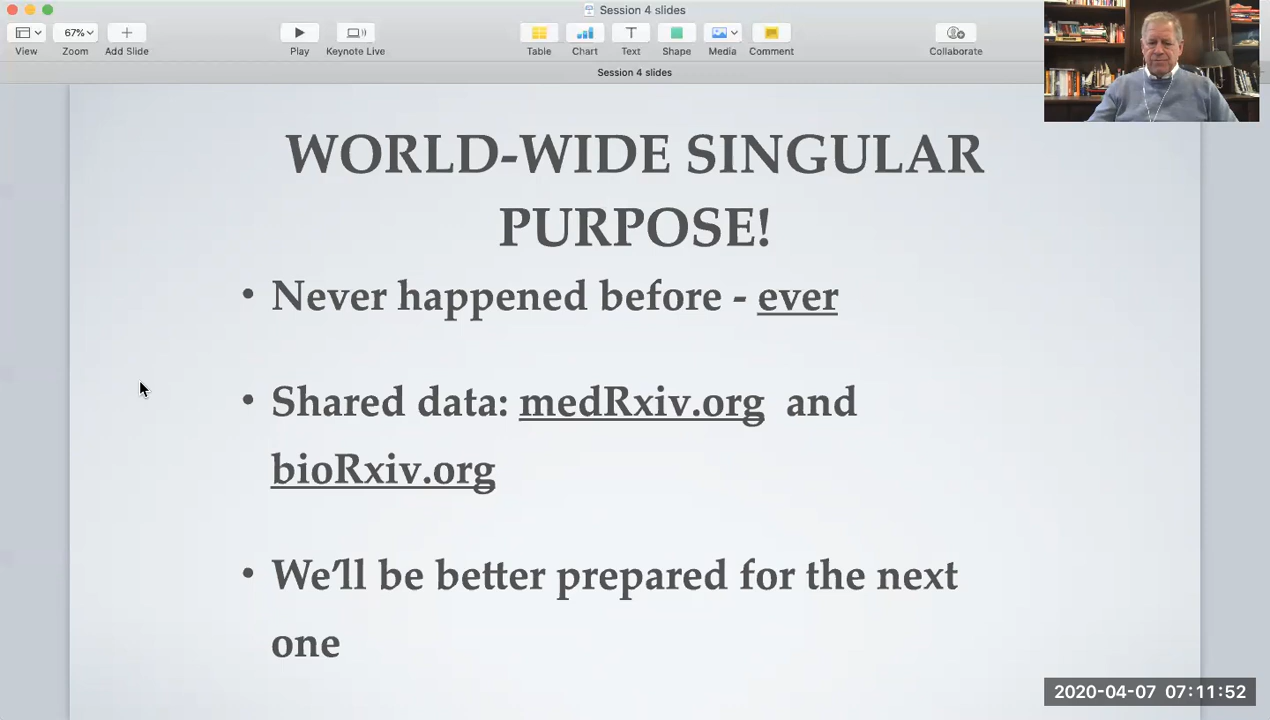 Session 4 slides
67%
View
Zoom
Add Slide
Play
Keynote Live
Table
Chart
Text
Shape
Media
Comment
Collaborate
Session 4 slides
WORLD-WIDE SINGULAR
PURPOSE!
• Never happened before - ever
• Shared data: medRxiv.org and
bioRxiv.org
• We'll be better prepared for the next
one
2020-04-07 07:11:52